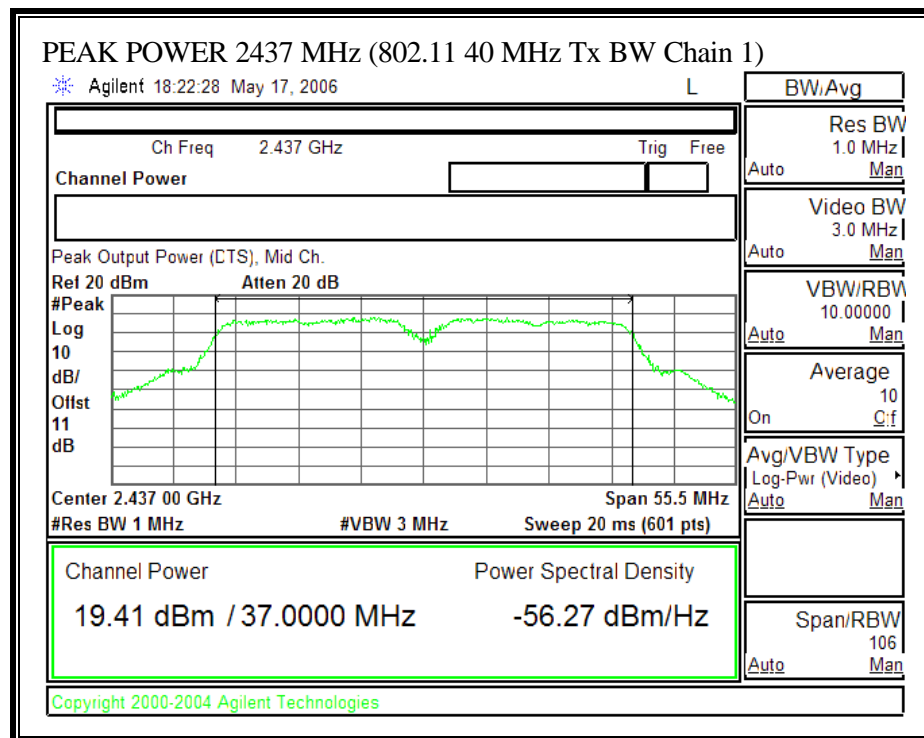 PEAK POWER 2437 MHz (802.11 40 MHz Tx BW Chain 1)
Agilent 18:22:28 May 17, 2006 L
BW/Avg
Ch Freq 2.437 GHz Trig Free
Channel Power
Res BW
1.0 MHz
Auto Man
Video BW
3.0 MHz
Auto Man
Peak Output Power (DTS), Mid Ch.
Ref 20 dBm Atten 20 dB
#Peak
Log
10
dB/
Offst
11
dB
VBW/RBW
10.00000
Auto Man
Average
10
On Off
Avg/VBW Type
Log-Pwr (Video)
Auto Man
Center 2.437 00 GHz Span 55.5 MHz
#Res BW 1 MHz #VBW 3 MHz Sweep 20 ms (601 pts)
Channel Power Power Spectral Density
19.41 dBm / 37.0000 MHz -56.27 dBm/Hz
Span/RBW
106
Auto Man
Copyright 2000-2004 Agilent Technologies